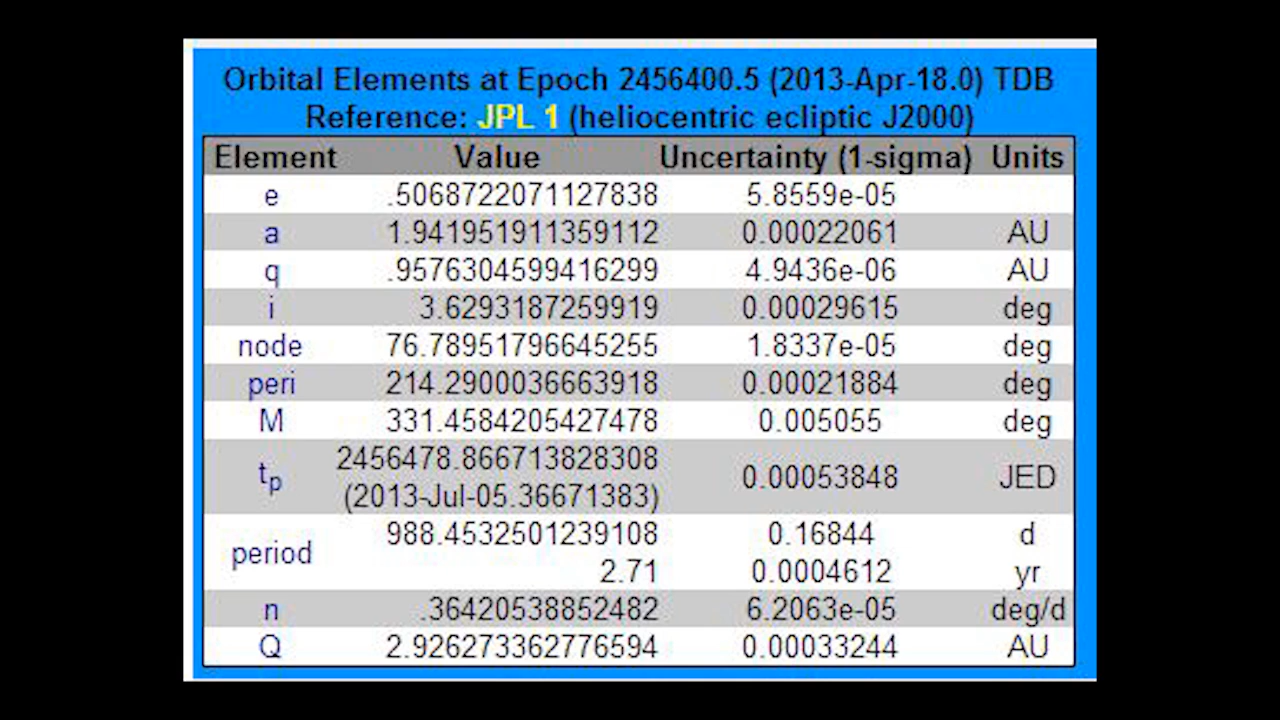 Orbital Elements at Epoch 2456400.5 (2013-Apr-18.0) TDB
Reference: JPL 1 (heliocentric ecliptic J2000)
Element Value Uncertainty (1-sigma) Units
e .5068722071127838 5.8559e-05
a 1.941951911359112 0.00022061 AU
q .9576304599416299 4.9436e-06 AU
i 3.6293187259919 0.00029615 deg
node 76.78951796645255 1.8337e-05 deg
peri 214.2900036663918 0.00021884 deg
M 331.4584205427478 0.005055 deg
tp 2456478.866713828308 0.00053848 JED
(2013-Jul-05.36671383)
period 988.4532501239108 0.16844 d
2.71 0.0004612 yr
n .36420538852482 6.2063e-05 deg/d
Q 2.926273362776594 0.00033244 AU